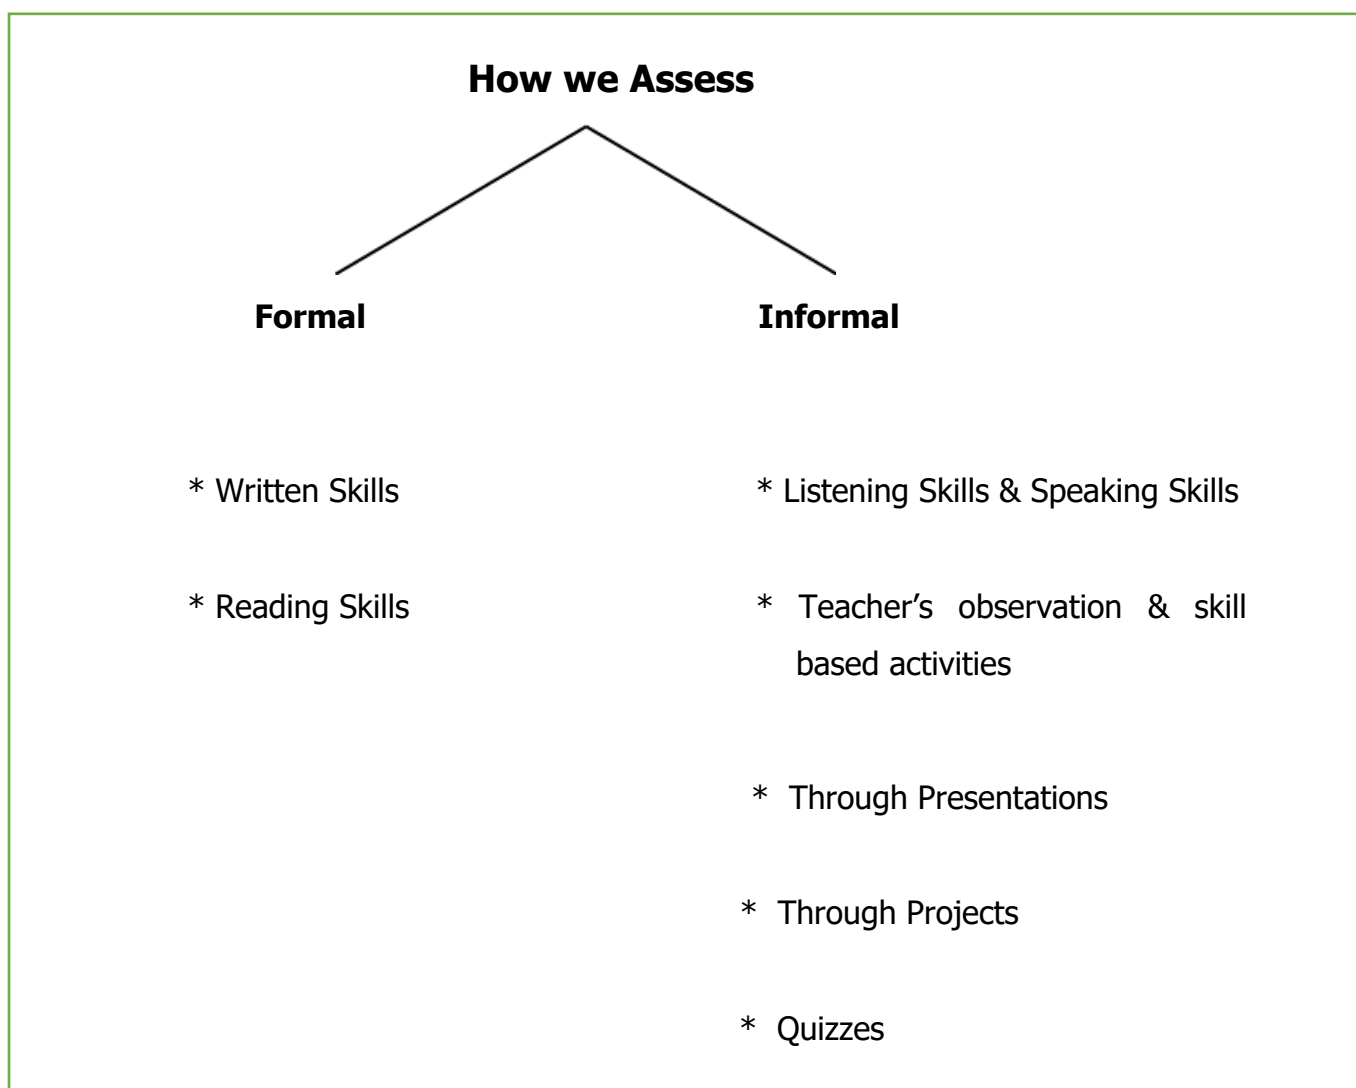 How we Assess
Formal
Informal
* Written Skills
* Reading Skills
* Listening Skills & Speaking Skills
* Teacher’s observation & skill
based activities
* Through Presentations
* Through Projects
* Quizzes